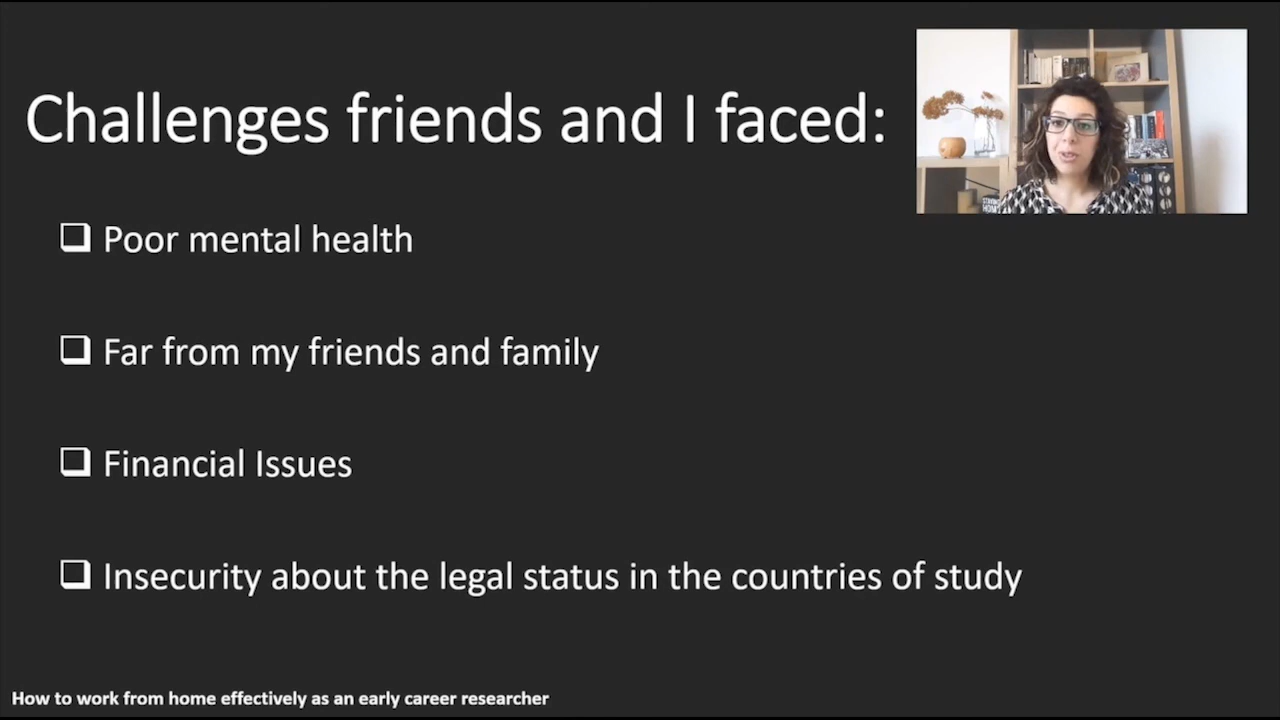 Challenges friends and I faced:
❑ Poor mental health
❑ Far from my friends and family
❑ Financial Issues
❑ Insecurity about the legal status in the countries of study
How to work from home effectively as an early career researcher